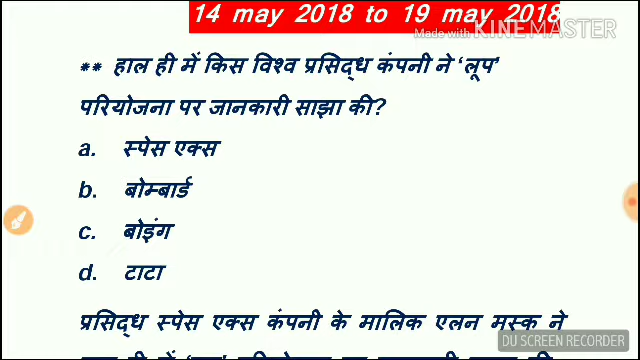 14 may 2018 to 19 may 2018
Made with KINEMASTER
** हाल ही में किस विश्व प्रसिद्ध कंपनी ने ‘लूप’
परियोजना पर जानकारी साझा की?
a. स्पेस एक्स
b. बोम्बार्ड
c. बोइंग
d. टाटा
प्रसिद्ध स्पेस एक्स कंपनी के मालिक एलन मस्क ने
DU SCREEN RECORDER